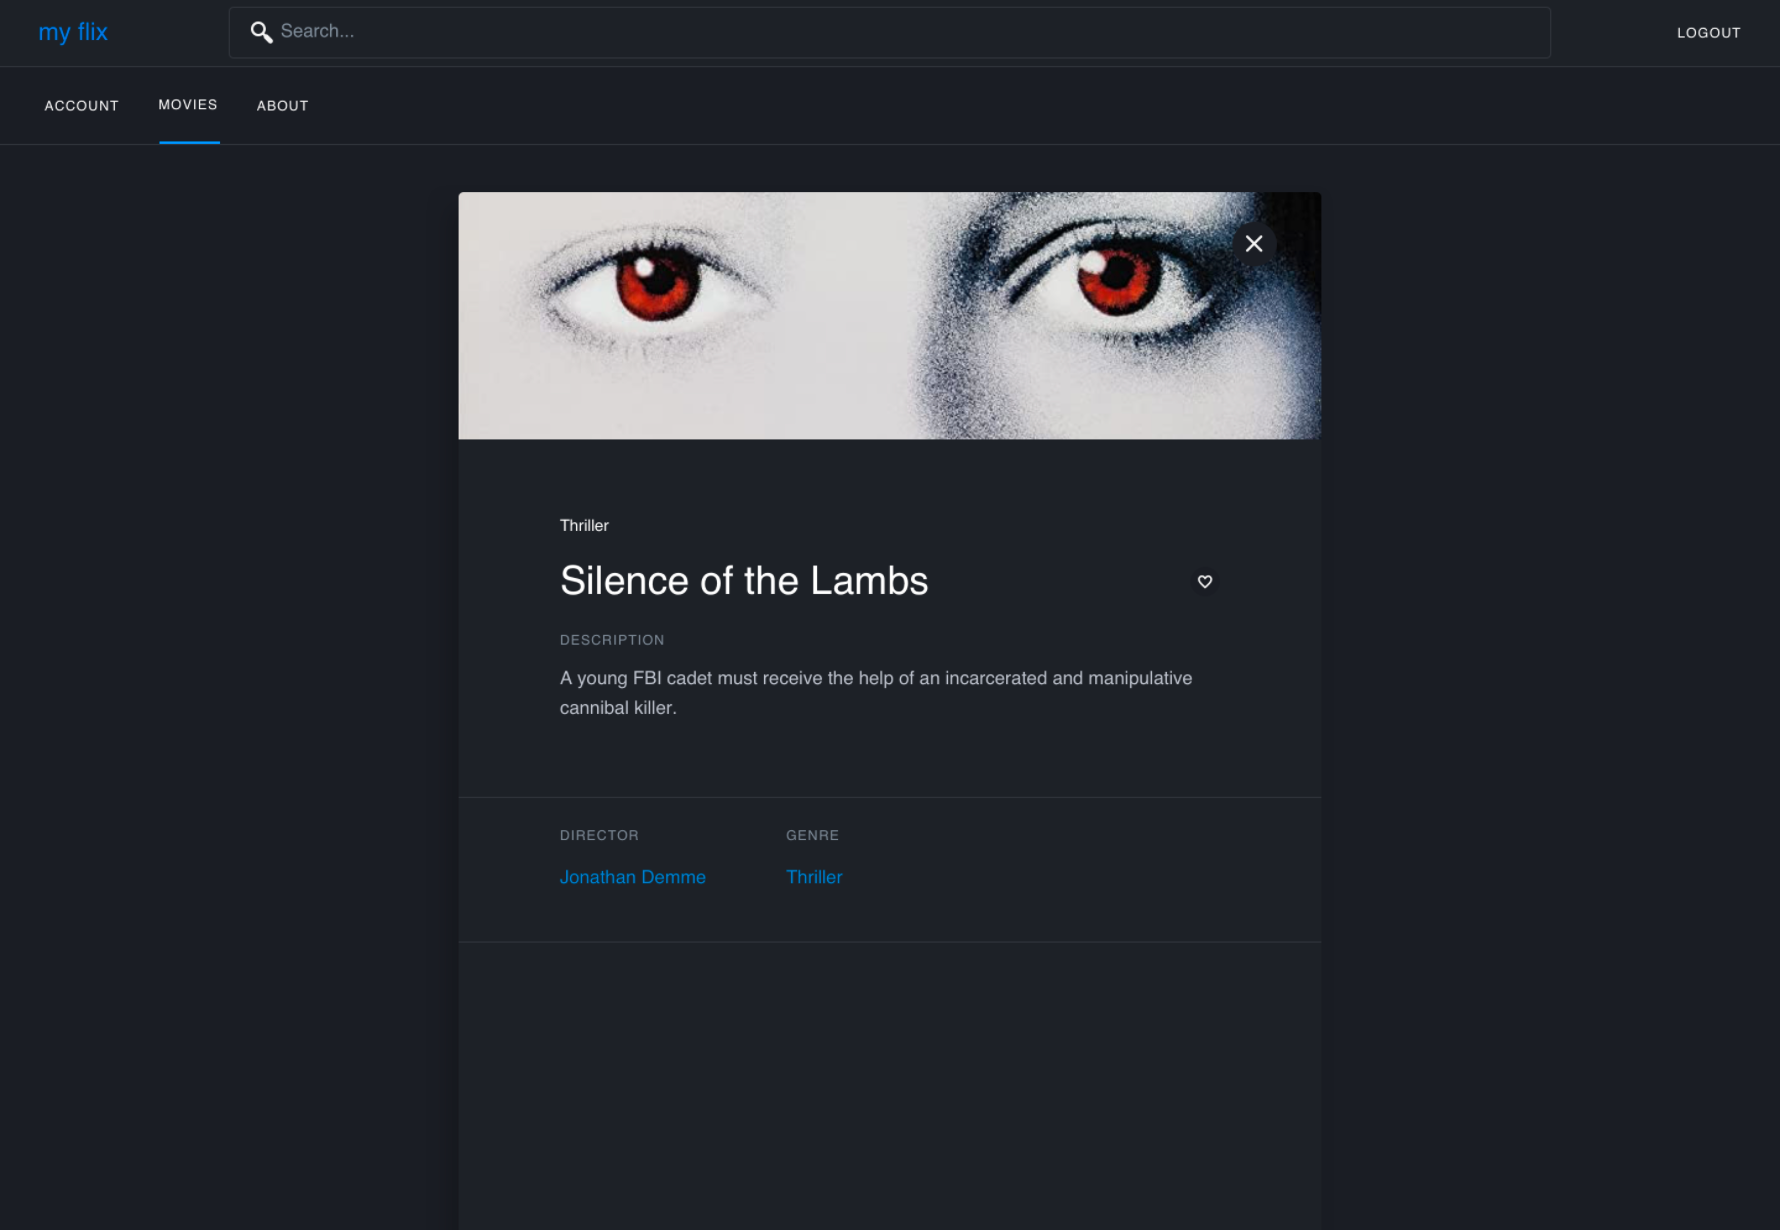 my flix
Search...
LOGOUT
ACCOUNT
MOVIES
ABOUT
Thriller
Silence of the Lambs
DESCRIPTION
A young FBI cadet must receive the help of an incarcerated and manipulative
cannibal killer.
DIRECTOR
GENRE
Jonathan Demme
Thriller